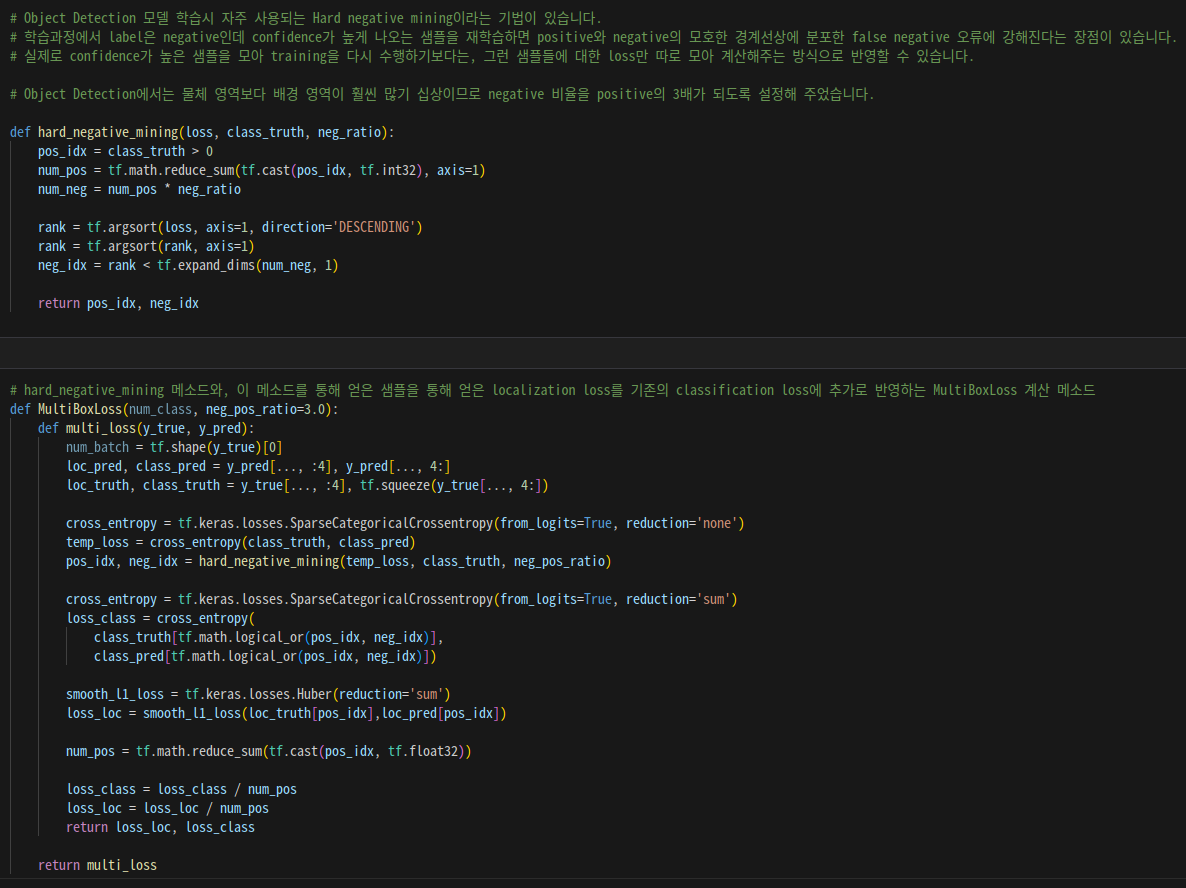 # Object Detection 모델 학습시 자주 사용되는 Hard negative mining이라는 기법이 있습니다.
# 학습과정에서 label은 negative인데 confidence가 높게 나오는 샘플을 재학습하면 positive와 negative의 모호한 경계선상에 분포한 false negative 오류에 강해진다는 장점이 있습니다.
# 실제로 confidence가 높은 샘플을 모아 training을 다시 수행하기보다는, 그런 샘플들에 대한 loss만 따로 모아 계산해주는 방식으로 반영할 수 있습니다.
# Object Detection에서는 물체 영역보다 배경 영역이 훨씬 많기 십상이므로 negative 비율을 positive의 3배가 되도록 설정해 주었습니다.
def hard_negative_mining(loss, class_truth, neg_ratio):
    pos_idx = class_truth > 0
    num_pos = tf.math.reduce_sum(tf.cast(pos_idx, tf.int32), axis=1)
    num_neg = num_pos * neg_ratio
    rank = tf.argsort(loss, axis=1, direction='DESCENDING')
    rank = tf.argsort(rank, axis=1)
    neg_idx = rank < tf.expand_dims(num_neg, 1)
    return pos_idx, neg_idx
# hard_negative_mining 메소드와, 이 메소드를 통해 얻은 샘플을 통해 얻은 localization loss를 기존의 classification loss에 추가로 반영하는 MultiBoxLoss 계산 메소드
def MultiBoxLoss(num_class, neg_pos_ratio=3.0):
    def multi_loss(y_true, y_pred):
        num_batch = tf.shape(y_true)[0]
        loc_pred, class_pred = y_pred[..., :4], y_pred[..., 4:]
        loc_truth, class_truth = y_true[..., :4], tf.squeeze(y_true[..., 4:])
        cross_entropy = tf.keras.losses.SparseCategoricalCrossentropy(from_logits=True, reduction='none')
        temp_loss = cross_entropy(class_truth, class_pred)
        pos_idx, neg_idx = hard_negative_mining(temp_loss, class_truth, neg_pos_ratio)
        cross_entropy = tf.keras.losses.SparseCategoricalCrossentropy(from_logits=True, reduction='sum')
        loss_class = cross_entropy(
            class_truth[tf.math.logical_or(pos_idx, neg_idx)],
            class_pred[tf.math.logical_or(pos_idx, neg_idx)])
        smooth_l1_loss = tf.keras.losses.Huber(reduction='sum')
        loss_loc = smooth_l1_loss(loc_truth[pos_idx],loc_pred[pos_idx])
        num_pos = tf.math.reduce_sum(tf.cast(pos_idx, tf.float32))
        loss_class = loss_class / num_pos
        loss_loc = loss_loc / num_pos
        return loss_loc, loss_class
    return multi_loss